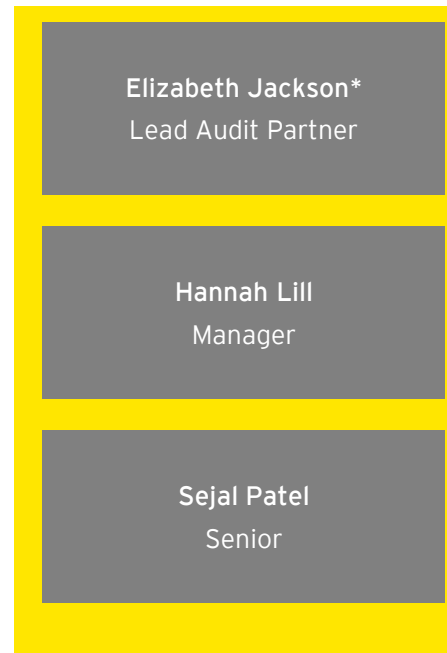 Elizabeth Jackson*
Lead Audit Partner
Hannah Lill
Manager
Sejal Patel
Senior